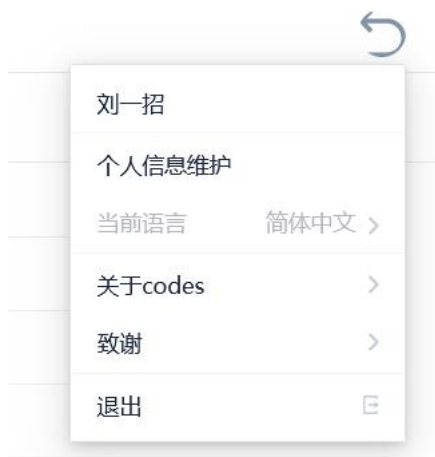 刘一招
个人信息维护
当前语言 简体中文
关于codes
致谢
退出